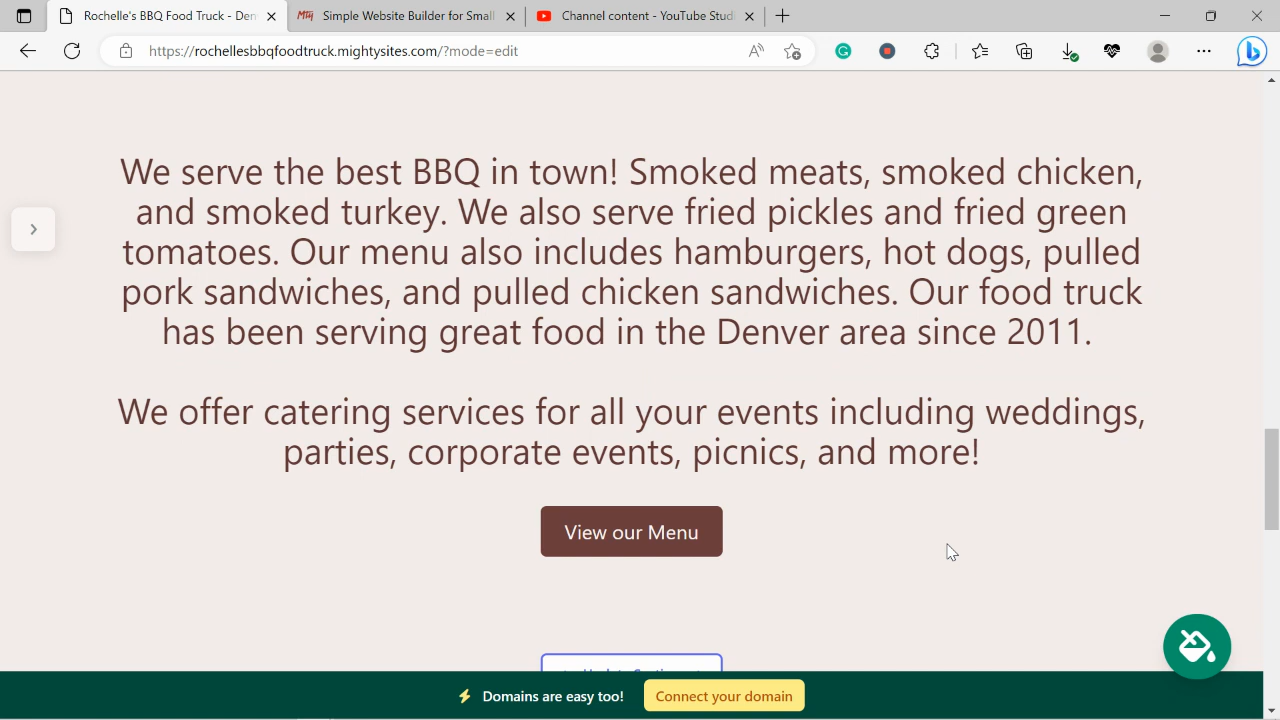 Rochelle's BBQ Food Truck - Den
Simple Website Builder for Small
Channel content - YouTube Studi
https://rochellesbbqfoodtruck.mightysites.com/?mode=edit
We serve the best BBQ in town! Smoked meats, smoked chicken,
and smoked turkey. We also serve fried pickles and fried green
tomatoes. Our menu also includes hamburgers, hot dogs, pulled
pork sandwiches, and pulled chicken sandwiches. Our food truck
has been serving great food in the Denver area since 2011.
We offer catering services for all your events including weddings,
parties, corporate events, picnics, and more!
View our Menu
Domains are easy too!
Connect your domain